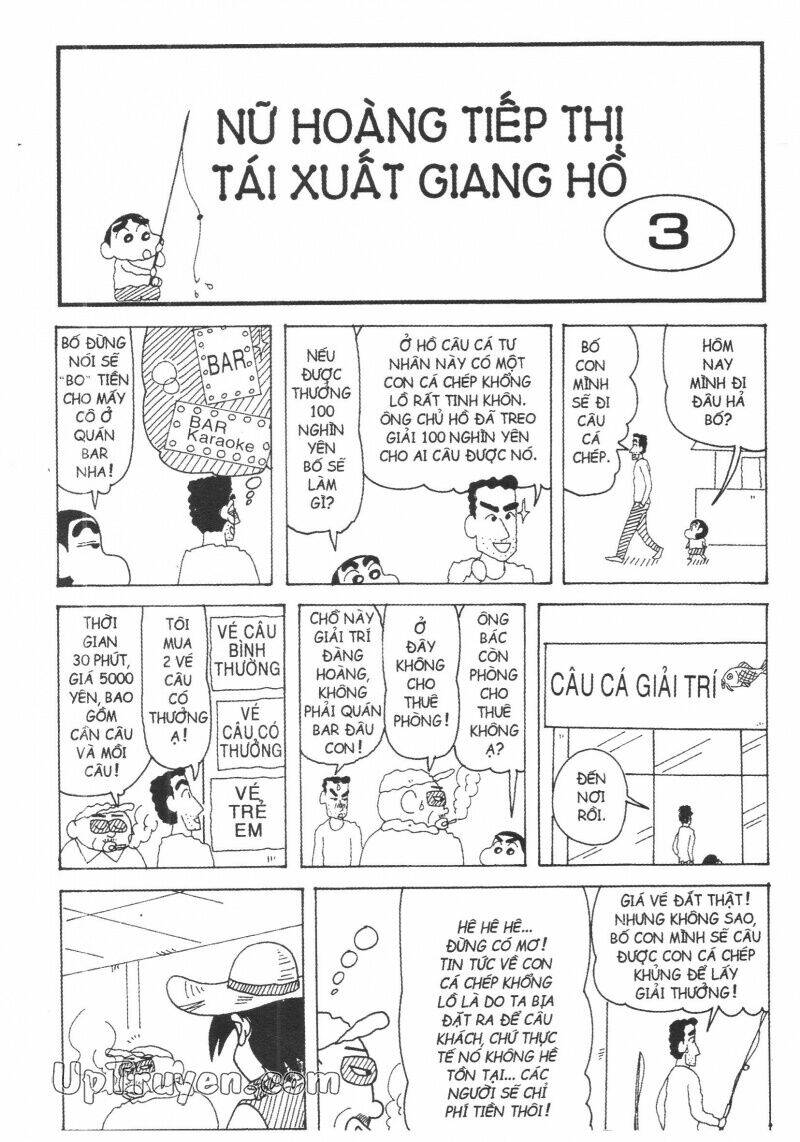 NỮ HOÀNG TIẾP THỊ
TÁI XUẤT GIANG HỒ
3
HÔM
NAY
MÌNH ĐI
ĐÂU HẢ
BỐ?
BỐ
CON
MÌNH
SẼ ĐI
CÂU
CÁ
CHÉP.
Ở HỒ CÂU CÁ TƯ
NHÂN NÀY CÓ MỘT
CON CÁ CHÉP KHỔNG
LỒ RẤT TINH KHÔN.
ÔNG CHỦ HỒ ĐÃ TREO
GIẢI 100 NGHÌN YÊN
CHO AI CÂU ĐƯỢC NÓ.
NẾU
ĐƯỢC
THƯỞNG
100
NGHÌN
YÊN
BỐ SẼ
LÀM
GÌ?
BAR
BAR
Karaoke
BỐ ĐỪNG
NÓI SẼ
"BO" TIỀN
CHO MẤY
CÔ Ở
QUÁN
BAR
NHA!
CÂU CÁ GIẢI TRÍ
ĐẾN
NƠI
RỒI.
ÔNG
BÁC
CÒN
PHÒNG
CHO
THUÊ
KHÔNG
Ạ?
Ở
ĐÂY
KHÔNG
CHO
THUÊ
PHÒNG!
CHỖ NÀY
GIẢI TRÍ
ĐÀNG
HOÀNG,
KHÔNG
PHẢI QUÁN
BAR ĐÂU
CON!
VÉ CÂU
BÌNH
THƯỜNG
VÉ
CÂU CÓ
THƯỞNG
VÉ
TRẺ
EM
TÔI
MUA
2 VÉ
CÂU
CÓ
THƯỞNG
Ạ!
THỜI
GIAN
30 PHÚT,
GIÁ 5000
YÊN, BAO
GỒM
CẦN CÂU
VÀ MỒI
CÂU!
GIÁ VÉ ĐẮT THẬT!
NHƯNG KHÔNG SAO,
BỐ CON MÌNH SẼ CÂU
ĐƯỢC CON CÁ CHÉP
KHỦNG ĐỂ LẤY
GIẢI THƯỞNG!
HÊ HÊ HÊ...
ĐỪNG CÓ MƠ!
TIN TỨC VỀ CON
CÁ CHÉP KHỔNG
LỒ LÀ DO TA BỊA
ĐẶT RA ĐỂ CÂU
KHÁCH, CHỨ THỰC
TẾ NÓ KHÔNG HỀ
TỒN TẠI... CÁC
NGƯỜI SẼ CHỈ
PHÍ TIỀN THÔI!
UpTruyen.com